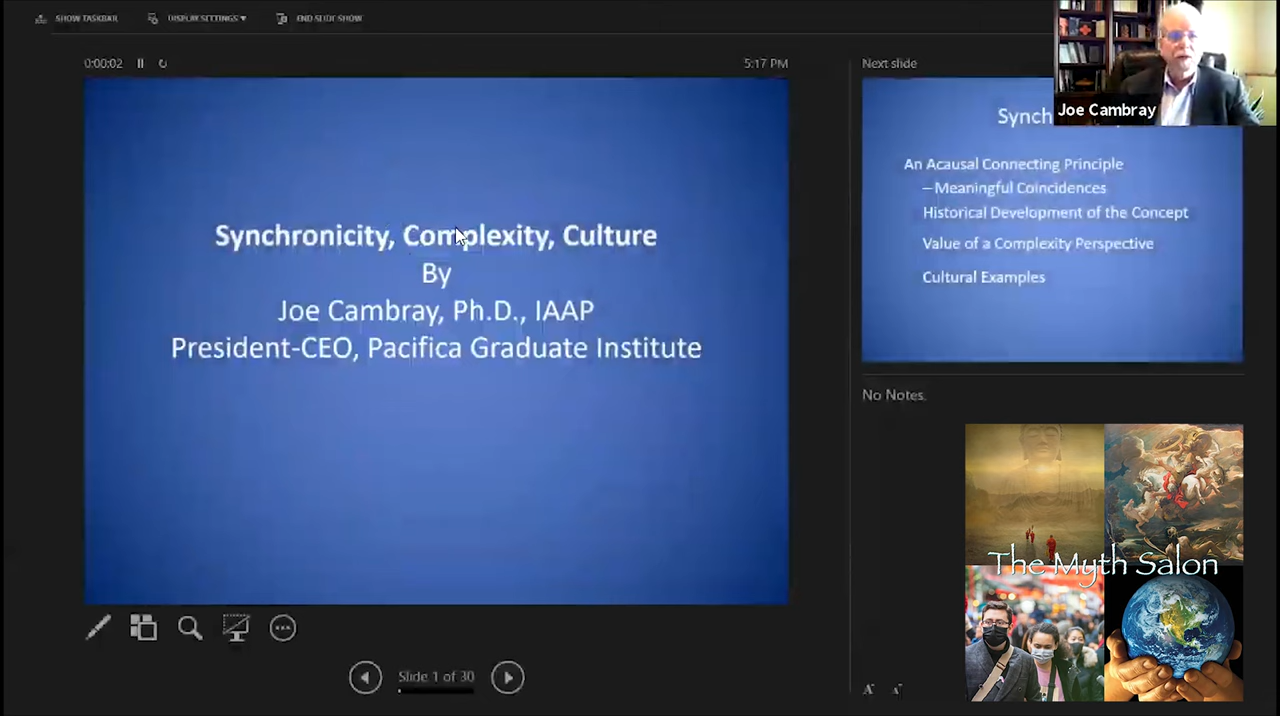 SHOW TASKBAR
DISPLAY SETTINGS ▾
END SLIDE SHOW
0:00:02
5:17 PM
Synchronicity, Complexity, Culture
By
Joe Cambray, Ph.D., IAAP
President-CEO, Pacifica Graduate Institute
Slide 1 of 30
Next slide
Joe Cambray
Synch
An Acausal Connecting Principle
–Meaningful Coincidences
Historical Development of the Concept
Value of a Complexity Perspective
Cultural Examples
No Notes.
The Myth Salon
A
A